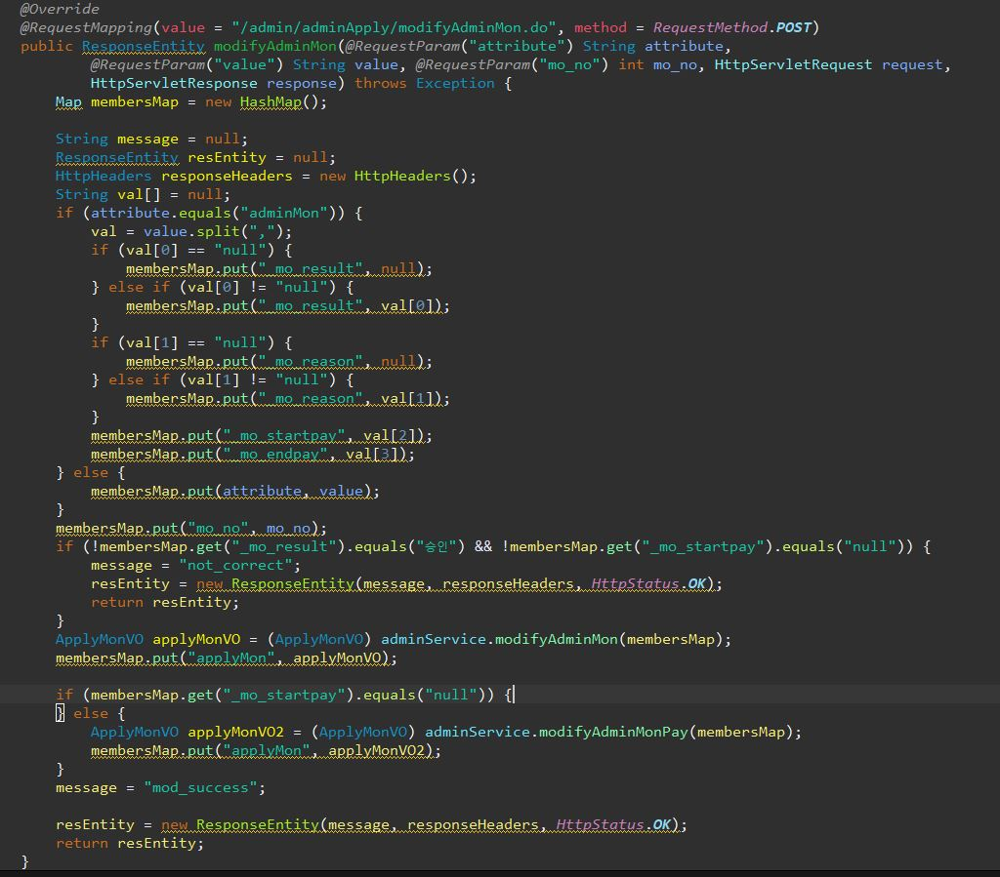 @Override
@RequestMapping(value = "/admin/adminApply/modifyAdminMon.do", method = RequestMethod.POST)
public ResponseEntity modifyAdminMon(@RequestParam("attribute") String attribute,
@RequestParam("value") String value, @RequestParam("mo_no") int mo_no, HttpServletRequest request,
HttpServletResponse response) throws Exception {
Map membersMap = new HashMap();
String message = null;
ResponseEntity resEntity = null;
HttpHeaders responseHeaders = new HttpHeaders();
String val[] = null;
if (attribute.equals("adminMon")) {
val = value.split(",");
if (val[0] == "null") {
membersMap.put("_mo_result", null);
} else if (val[0] != "null") {
membersMap.put("_mo_result", val[0]);
}
if (val[1] == "null") {
membersMap.put("_mo_reason", null);
} else if (val[1] != "null") {
membersMap.put("_mo_reason", val[1]);
}
membersMap.put("_mo_startpay", val[2]);
membersMap.put("_mo_endpay", val[3]);
} else {
membersMap.put(attribute, value);
}
membersMap.put("mo_no", mo_no);
if (!membersMap.get("_mo_result").equals("승인") && !membersMap.get("_mo_startpay").equals("null")) {
message = "not_correct";
resEntity = new ResponseEntity(message, responseHeaders, HttpStatus.OK);
return resEntity;
}
ApplyMonVO applyMonVO = (ApplyMonVO) adminService.modifyAdminMon(membersMap);
membersMap.put("applyMon", applyMonVO);
if (membersMap.get("_mo_startpay").equals("null")) {
} else {
ApplyMonVO applyMonVO2 = (ApplyMonVO) adminService.modifyAdminMonPay(membersMap);
membersMap.put("applyMon", applyMonVO2);
}
message = "mod_success";
resEntity = new ResponseEntity(message, responseHeaders, HttpStatus.OK);
return resEntity;
}